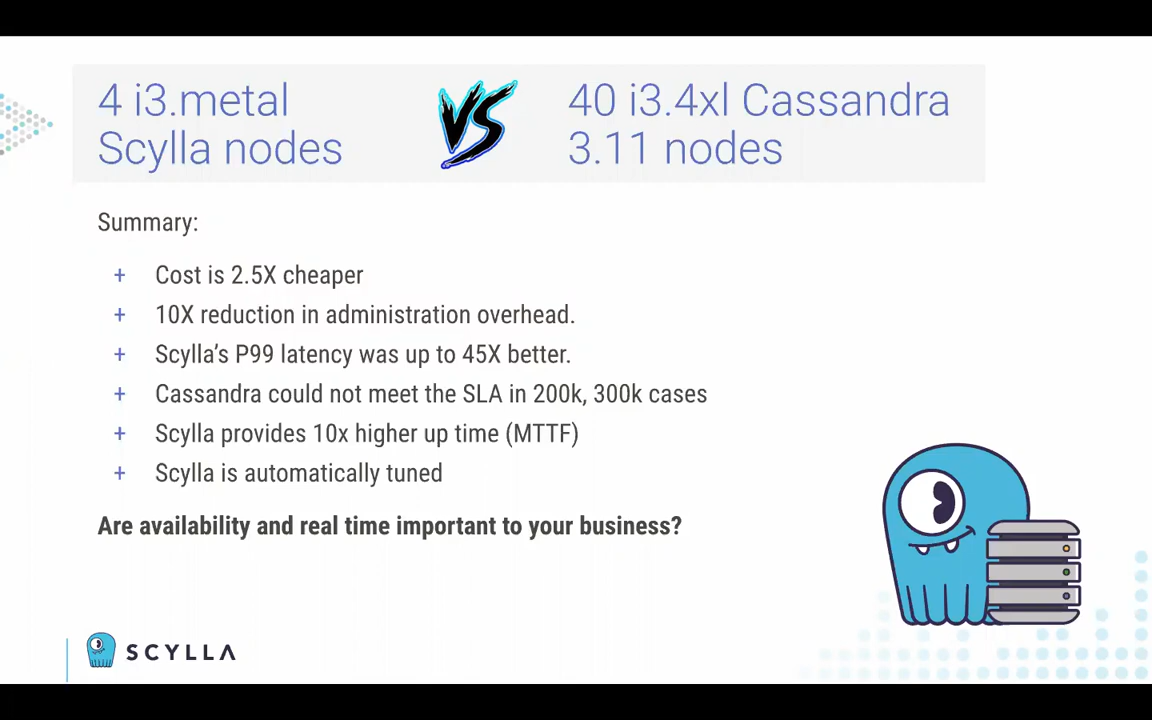 4 i3.metal
Scylla nodes
VS
40 i3.4xl Cassandra
3.11 nodes
Summary:
+ Cost is 2.5X cheaper
+ 10X reduction in administration overhead.
+ Scylla's P99 latency was up to 45X better.
+ Cassandra could not meet the SLA in 200k, 300k cases
+ Scylla provides 10x higher up time (MTTF)
+ Scylla is automatically tuned
Are availability and real time important to your business?
SCYLLA